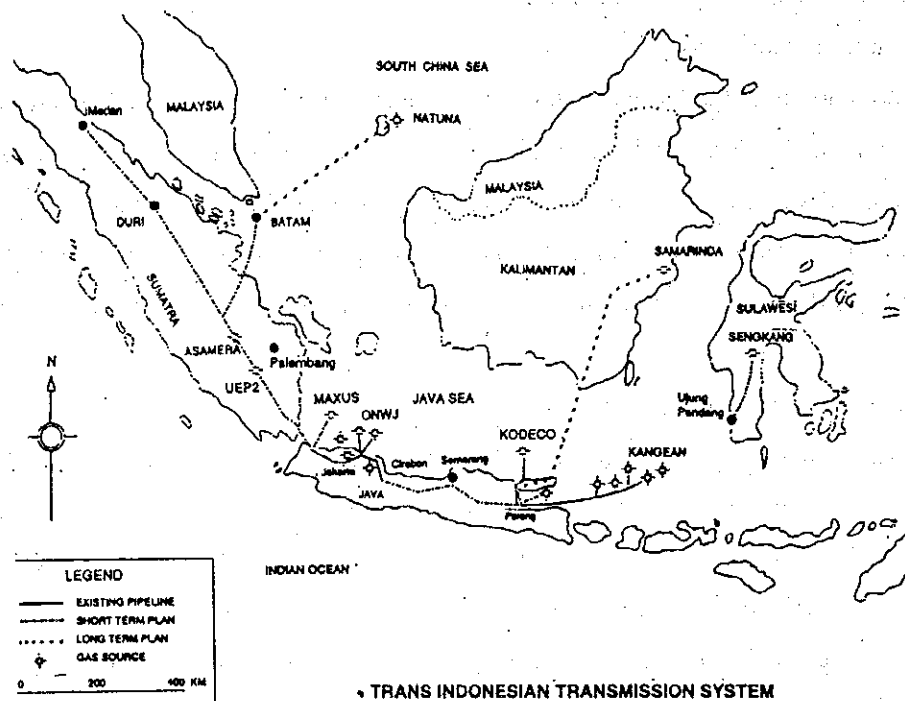 SOUTH CHINA SEA
Medan
MALAYSIA
NATUNA
MALAYSIA
DURI
BATAM
SAMARINDA
KALIMANTAN
SUMATRA
SULAWESI
SENGKANG
ASAMERA
Palembang
N
UEP2
MAXUS
JAVA SEA
ONWJ
Ujung
Pandang
KODECO
KANGEAN
Cirebon
Semarang
Jakarta
JAVA
Porong
INDIAN OCEAN
LEGEND
EXISTING PIPELINE
SHORT TERM PLAN
LONG TERM PLAN
GAS SOURCE
0 200 400 KM
TRANS INDONESIAN TRANSMISSION SYSTEM